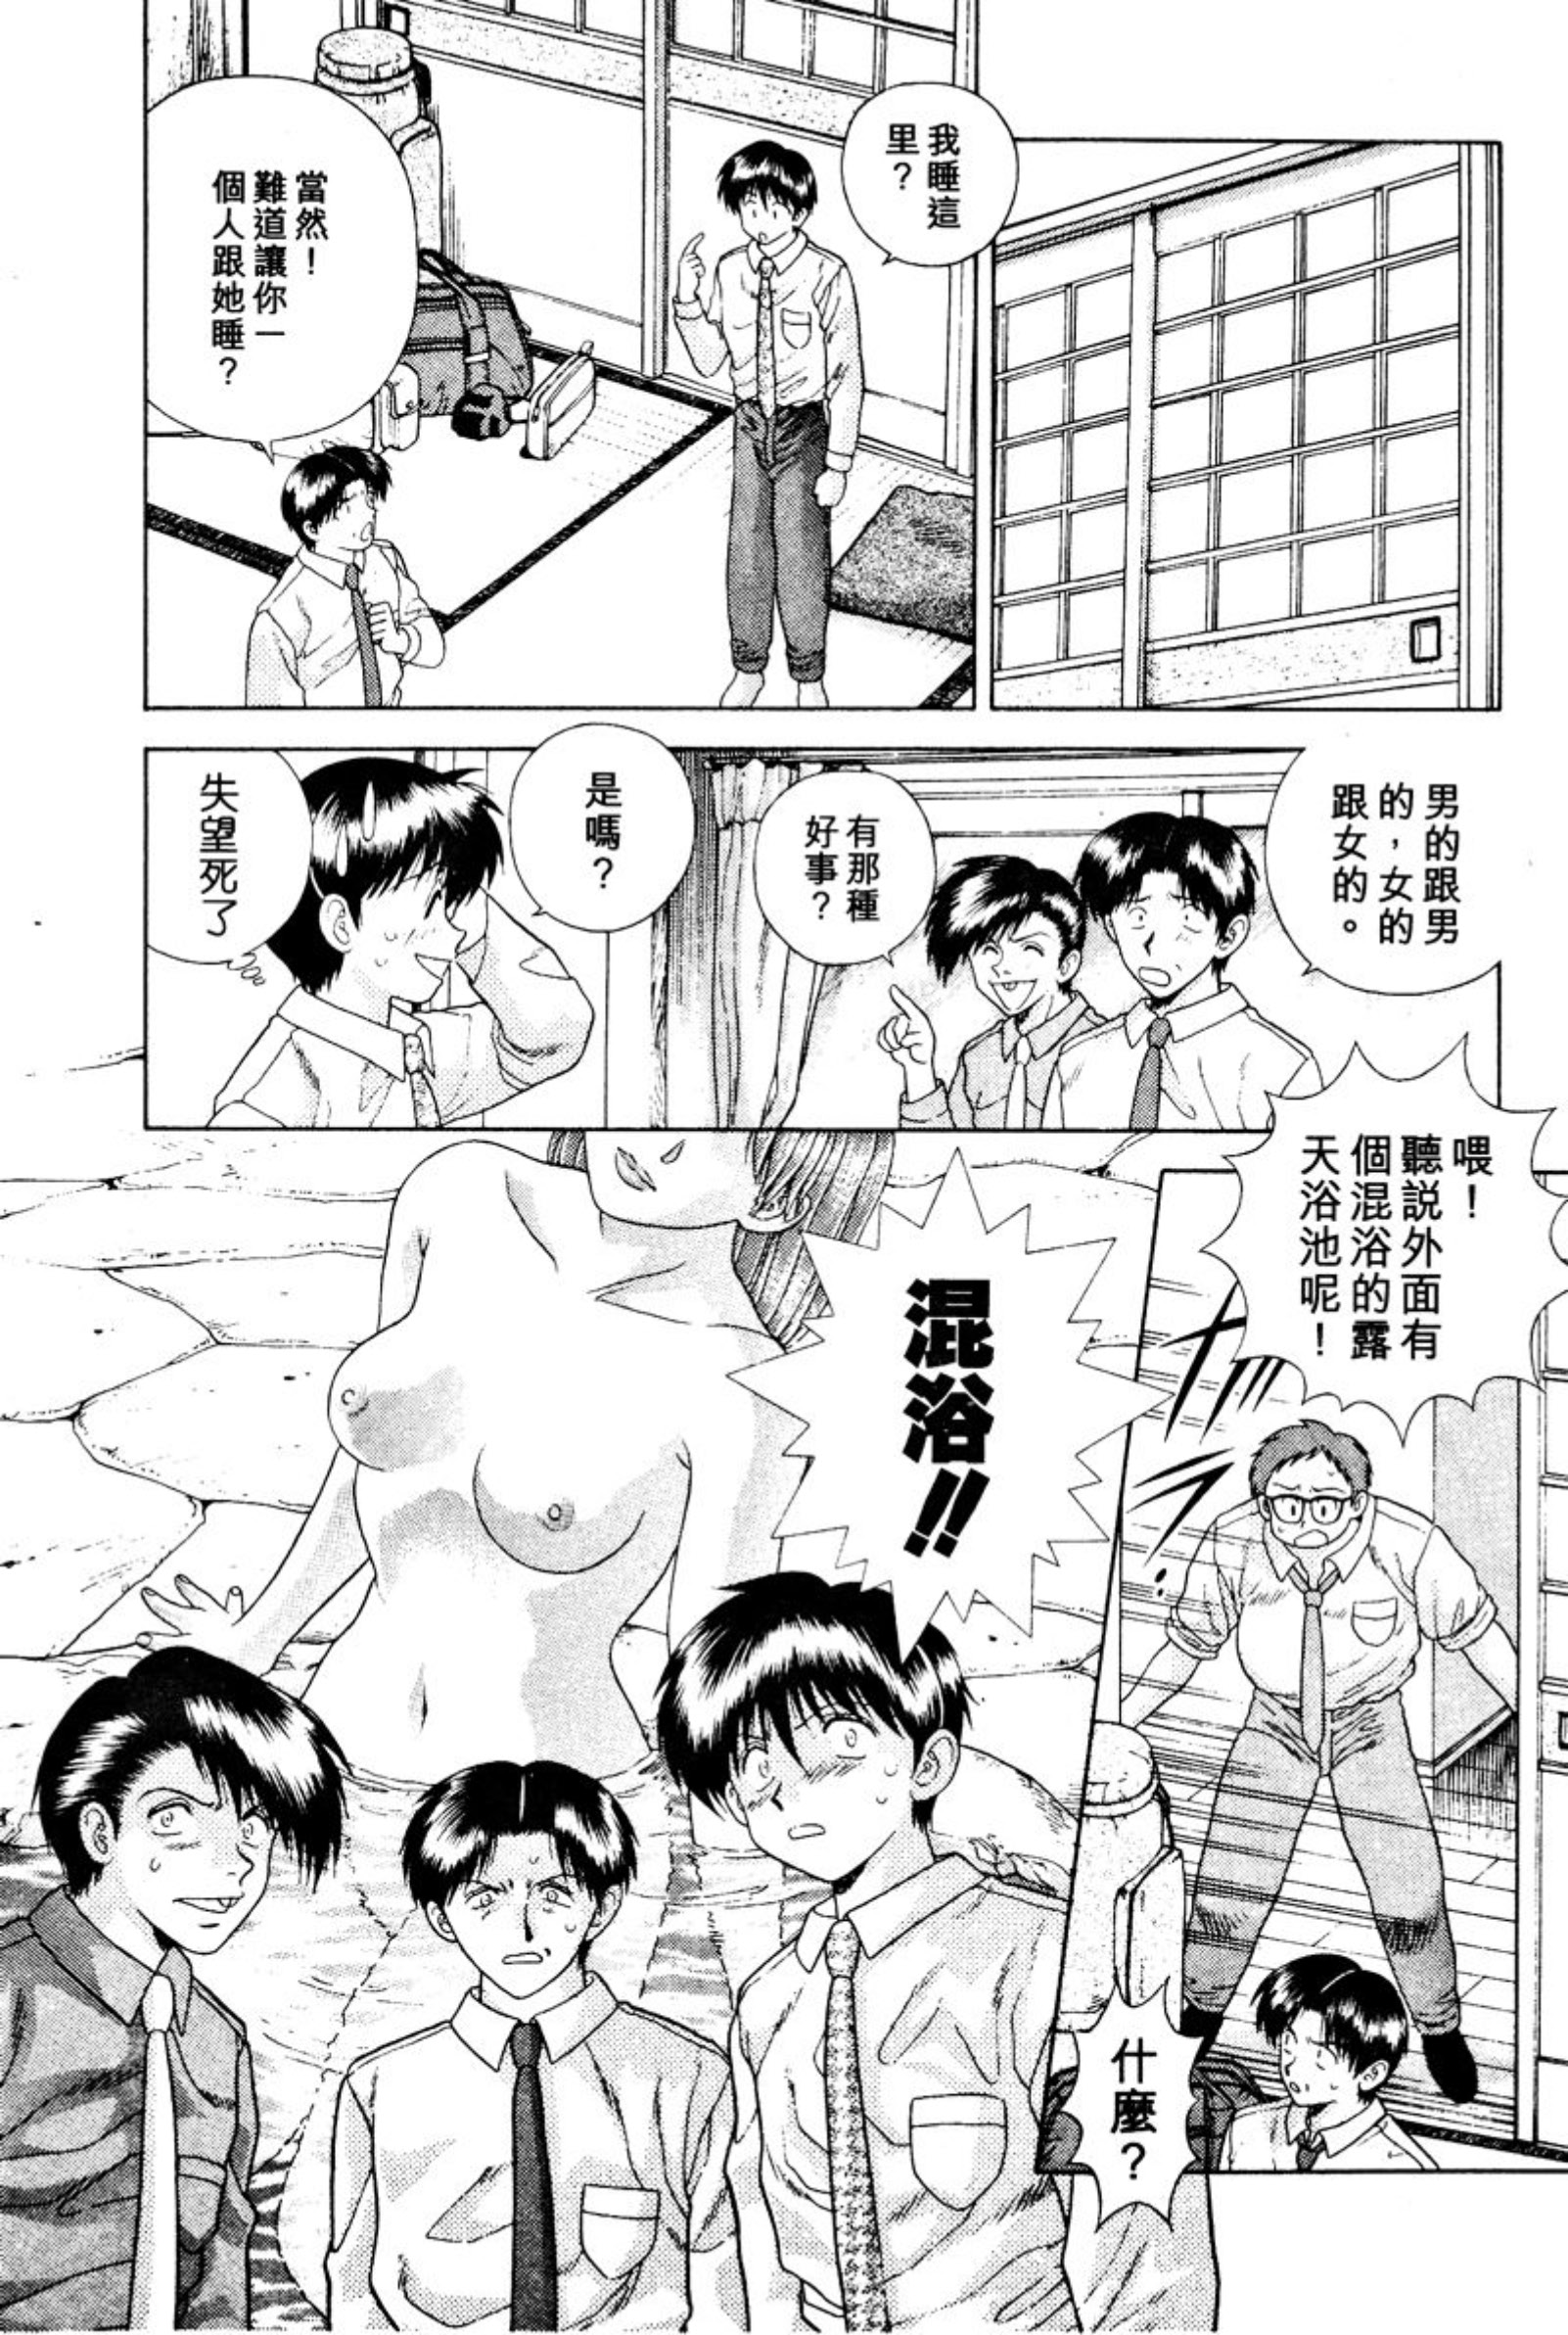 我睡這
里？
當然！
難道讓你一
個人跟她睡？
男的跟男
的，女的
跟女的。
有那種
好事？
是嗎？
失望死了
喂！
聽說外面有
個混浴的露
天浴池呢！
什麼？
混浴!!